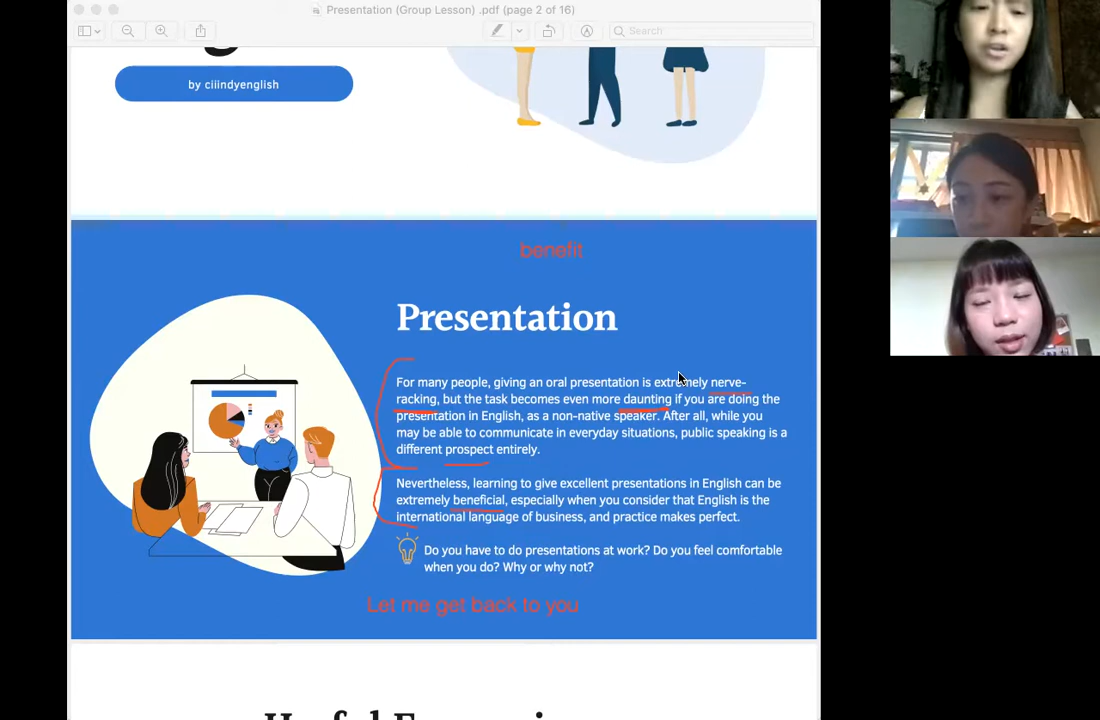 Presentation (Group Lesson) .pdf (page 2 of 16)
Search
by ciiindyenglish
benefit
Presentation
For many people, giving an oral presentation is extremely nerve-
racking, but the task becomes even more daunting if you are doing the
presentation in English, as a non-native speaker. After all, while you
may be able to communicate in everyday situations, public speaking is a
different prospect entirely.
Nevertheless, learning to give excellent presentations in English can be
extremely beneficial, especially when you consider that English is the
international language of business, and practice makes perfect.
Do you have to do presentations at work? Do you feel comfortable
when you do? Why or why not?
Let me get back to you